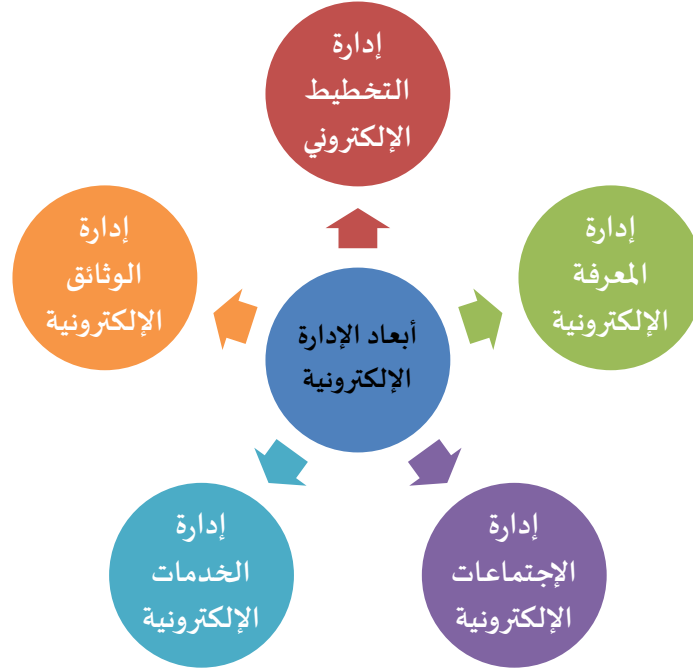 إدارة
التخطيط
الإلكتروني
إدارة
المعرفة
الإلكترونية
إدارة
الوثائق
الإلكترونية
أبعاد الإدارة
الإلكترونية
إدارة
الإجتماعات
الإلكترونية
إدارة
الخدمات
الإلكترونية